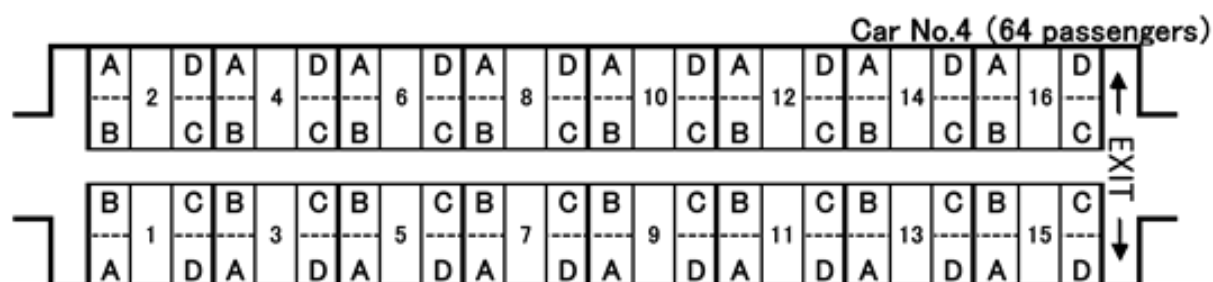 Car No.4 (64 passengers)
A D A D A D A D A D A D A D A D
2 4 6 8 10 12 14 16
B C B C B C B C B C B C B C B C
EXIT
B C B C B C B C B C B C B C B C
1 3 5 7 9 11 13 15
A D A D A D A D A D A D A D A D